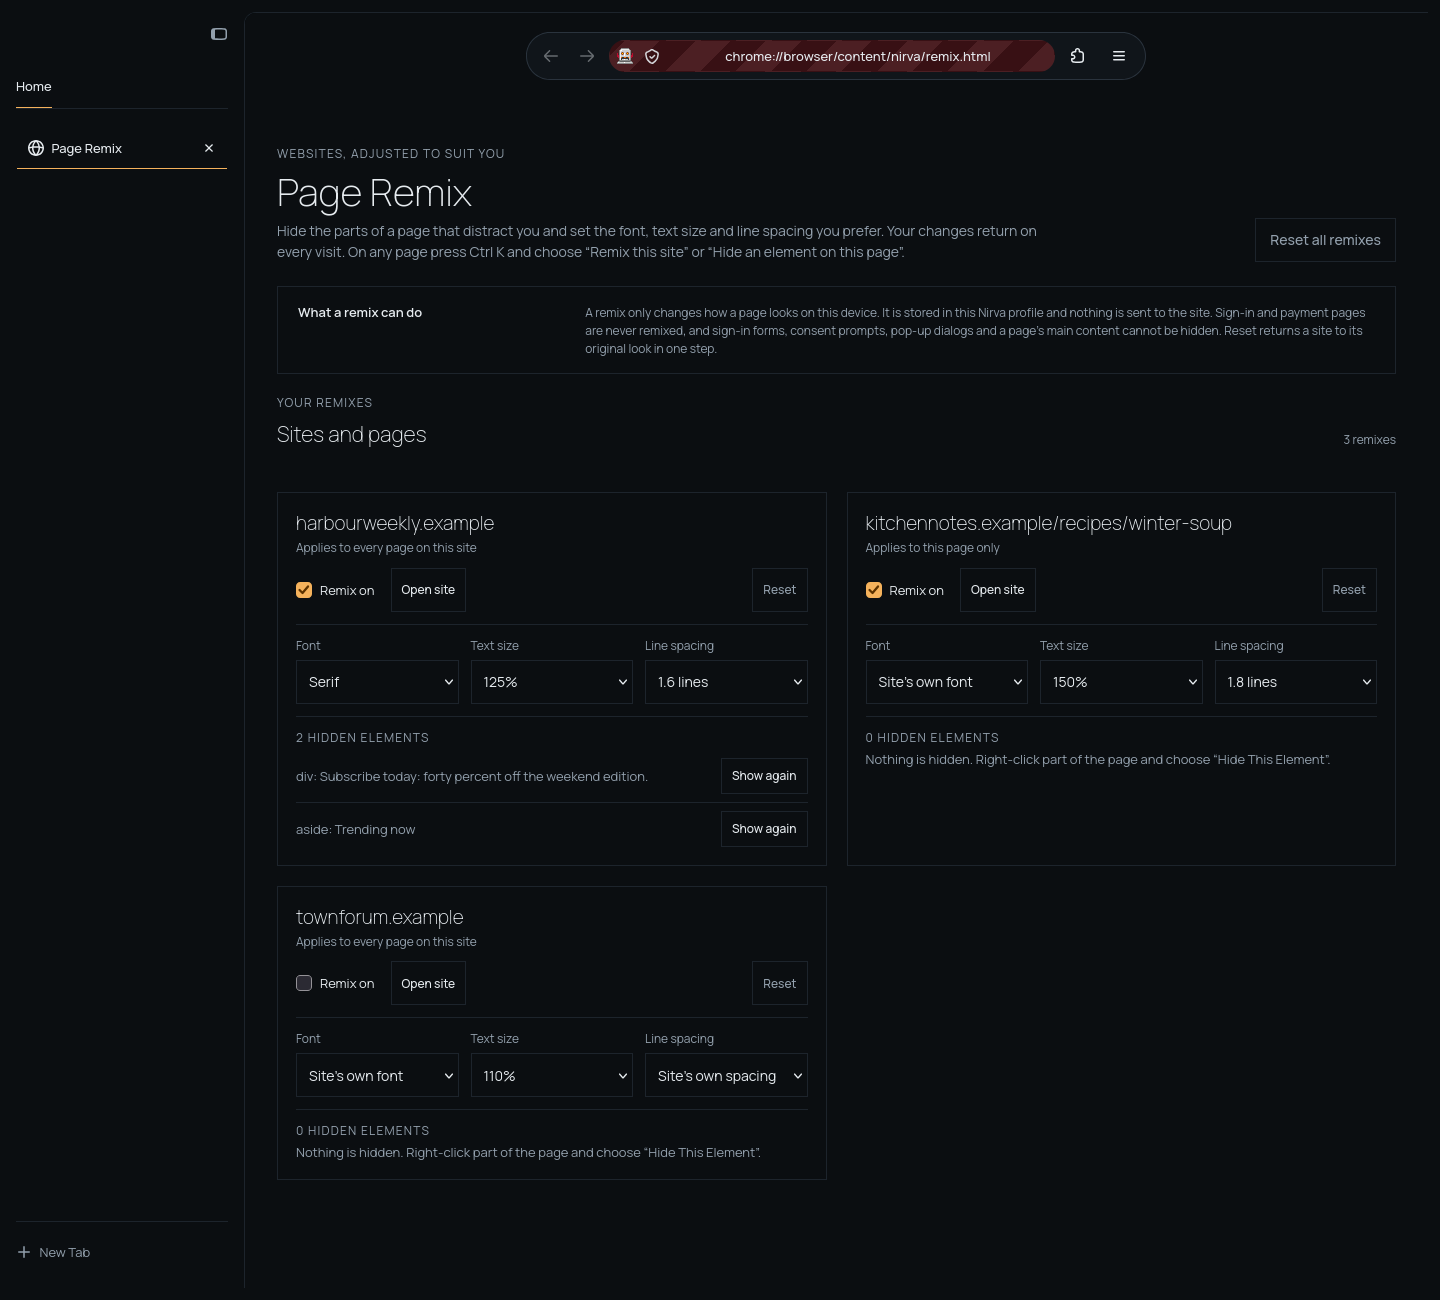 Home
chrome://browser/content/nirva/remix.html
Page Remix
WEBSITES, ADJUSTED TO SUIT YOU
Page Remix
Hide the parts of a page that distract you and set the font, text size and line spacing you prefer. Your changes return on
every visit. On any page press Ctrl K and choose “Remix this site” or “Hide an element on this page”.
Reset all remixes
What a remix can do
A remix only changes how a page looks on this device. It is stored in this Nirva profile and nothing is sent to the site. Sign-in and payment pages
are never remixed, and sign-in forms, consent prompts, pop-up dialogs and a page’s main content cannot be hidden. Reset returns a site to its
original look in one step.
YOUR REMIXES
Sites and pages
3 remixes
harbourweekly.example
Applies to every page on this site
Remix on
Open site
Reset
Font
Text size
Line spacing
Serif
125%
1.6 lines
2 HIDDEN ELEMENTS
div: Subscribe today: forty percent off the weekend edition.
Show again
aside: Trending now
Show again
kitchennotes.example/recipes/winter-soup
Applies to this page only
Remix on
Open site
Reset
Font
Text size
Line spacing
Site’s own font
150%
1.8 lines
0 HIDDEN ELEMENTS
Nothing is hidden. Right-click part of the page and choose “Hide This Element”.
townforum.example
Applies to every page on this site
Remix on
Open site
Reset
Font
Text size
Line spacing
Site’s own font
110%
Site’s own spacing
0 HIDDEN ELEMENTS
Nothing is hidden. Right-click part of the page and choose “Hide This Element”.
New Tab